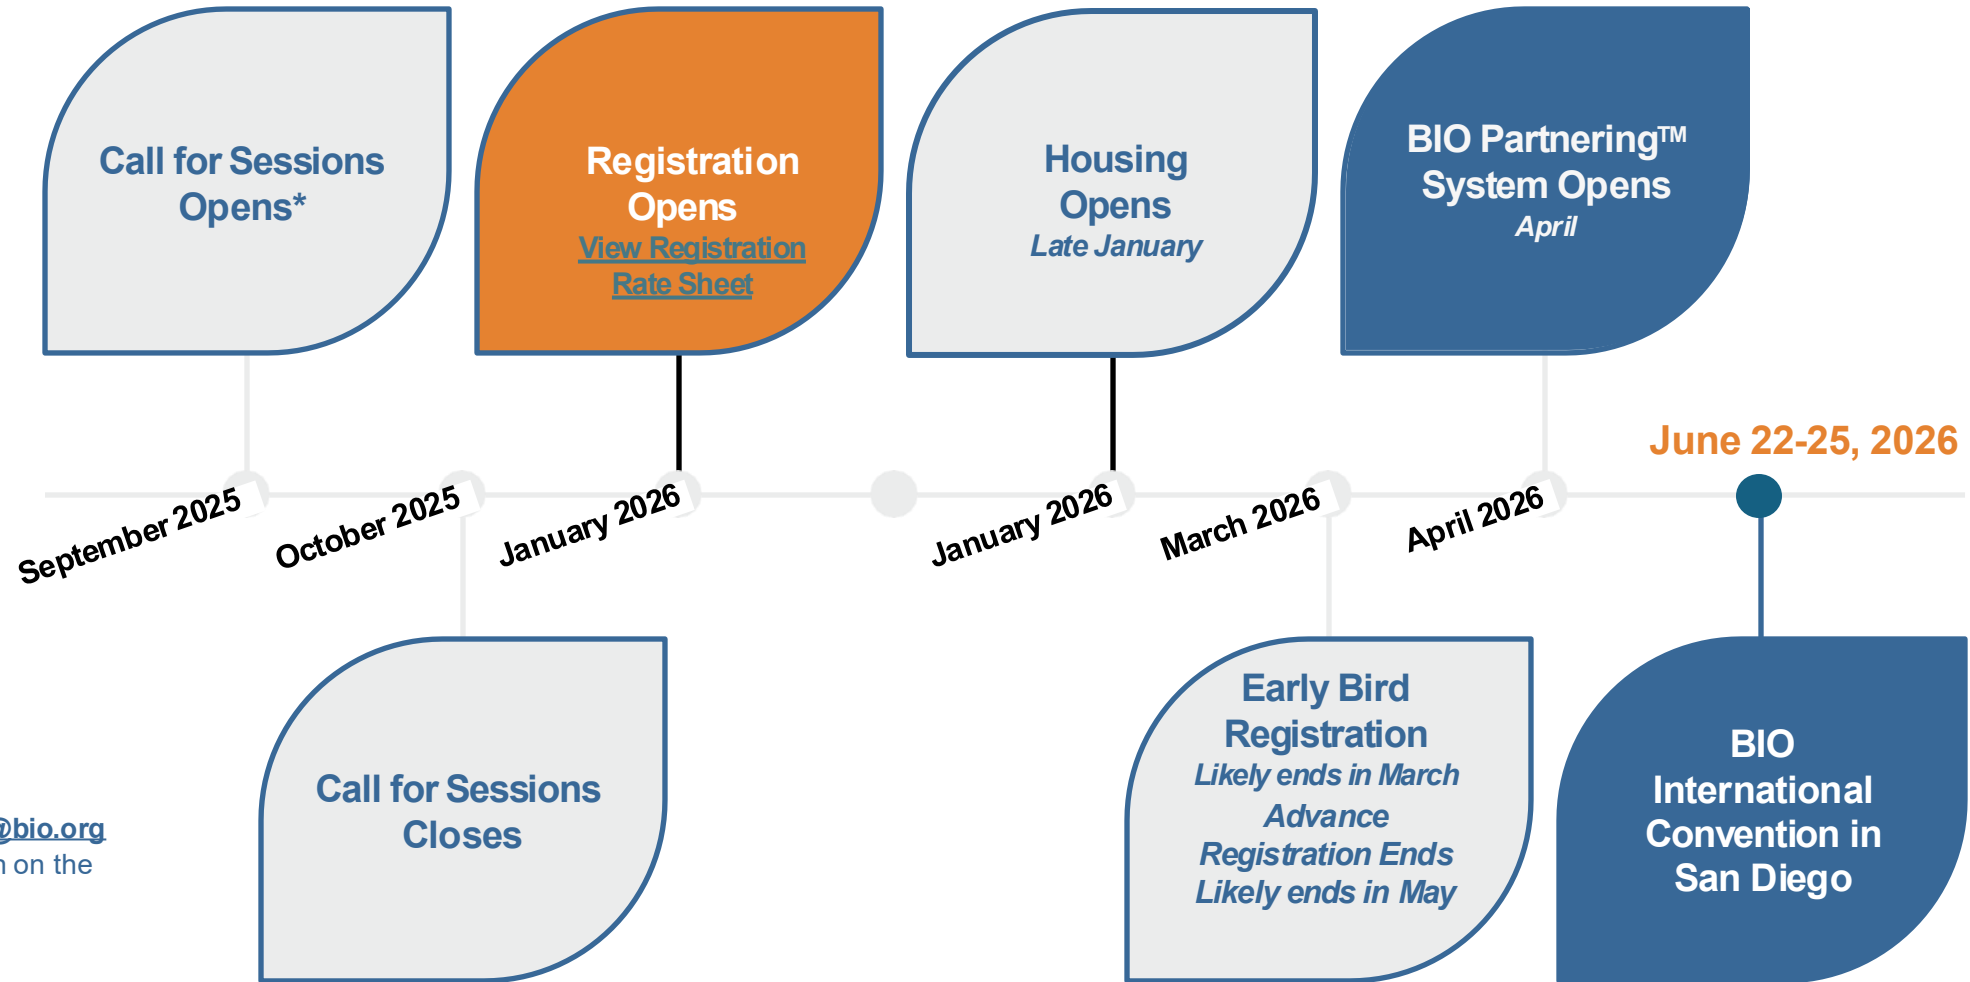 Call for Sessions
Opens*
Registration
Opens
View Registration
Rate Sheet
Housing
Opens
Late January
BIO Partnering™
System Opens
April
June 22-25, 2026
September 2025
October 2025
January 2026
January 2026
March 2026
April 2026
Call for Sessions
Closes
Early Bird
Registration
Likely ends in March
Advance
Registration Ends
Likely ends in May
BIO
International
Convention in
San Diego
@bio.org
on the